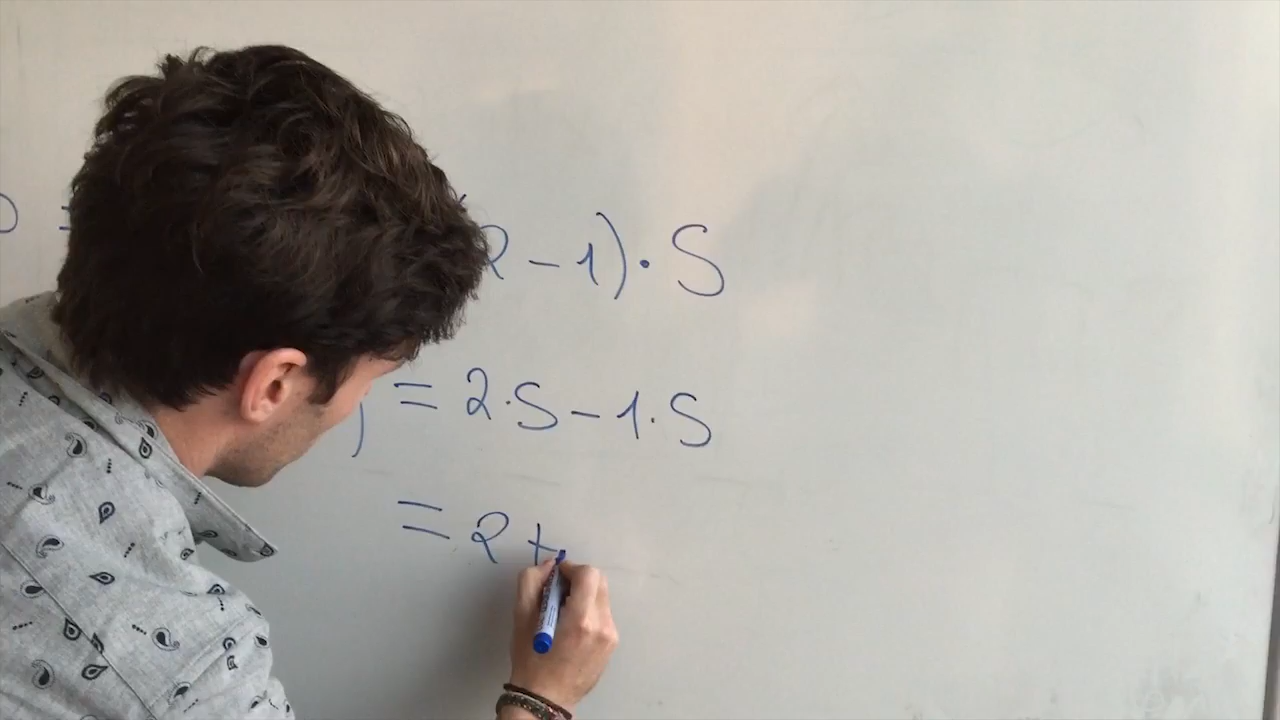 2 - 1) · S
= 2·S - 1·S
= 2 +